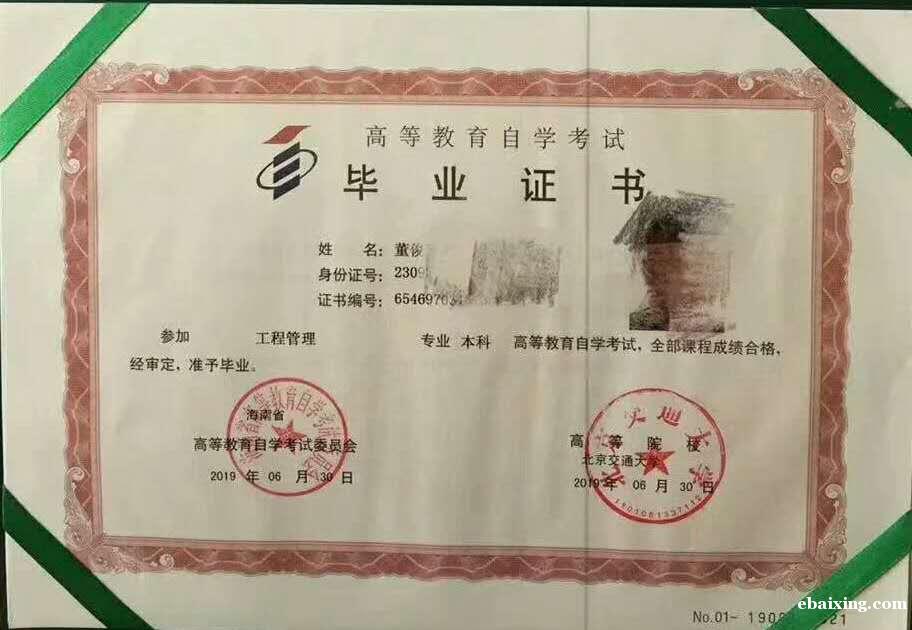 高等教育自学考试
毕业证书
姓 名：董俊
身份证号：2309
证书编号：65469763
参加 工程管理 专业 本科 高等教育自学考试，全部课程成绩合格，
经审定，准予毕业。
海南省
高等教育自学考试委员会
2019 年 06 月 30 日
高 等 院 校
北京交通大学
2019 年 06 月 30 日
No.01- 190
ebaixing.com